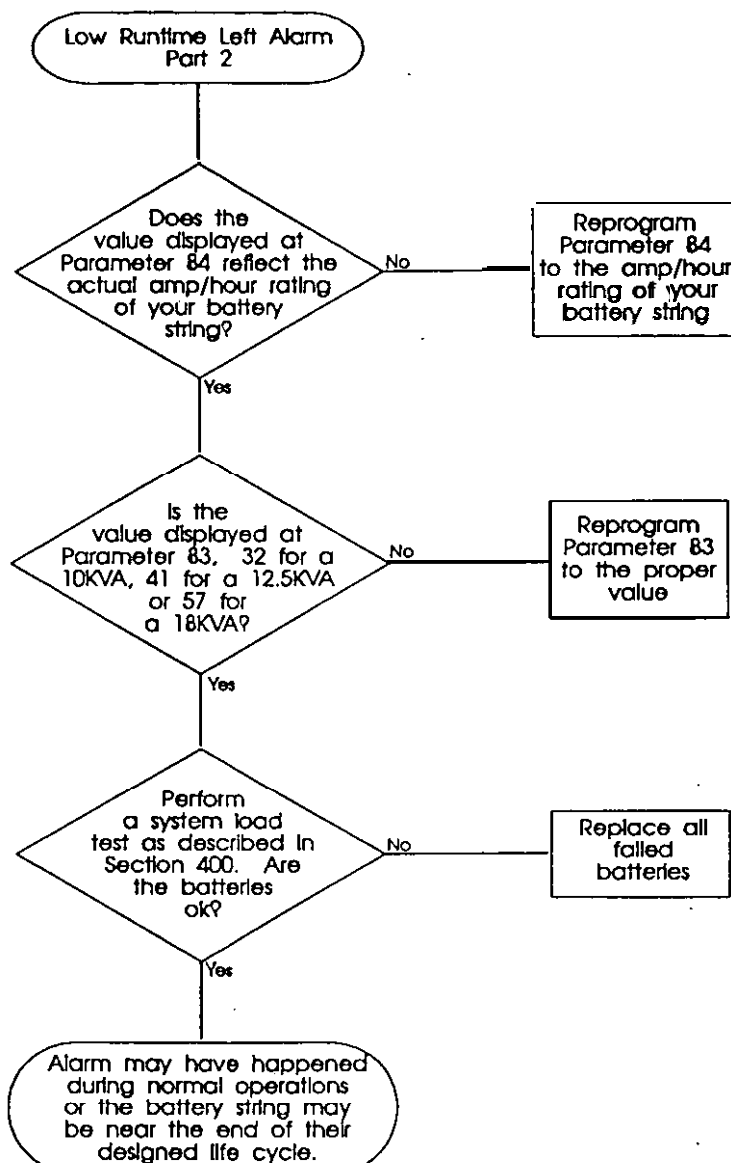 Low Runtime Left Alarm
Part 2
Does the
value displayed at
Parameter 84 reflect the
actual amp/hour rating
of your battery
string?
No
Reprogram
Parameter 84
to the amp/hour
rating of your
battery string
Yes
Is the
value displayed at
Parameter 83, 32 for a
10KVA, 41 for a 12.5KVA
or 57 for
a 18KVA?
No
Reprogram
Parameter 83
to the proper
value
Yes
Perform
a system load
test as described in
Section 400. Are
the batteries
ok?
No
Replace all
failed
batteries
Yes
Alarm may have happened
during normal operations
or the battery string may
be near the end of their
designed life cycle.